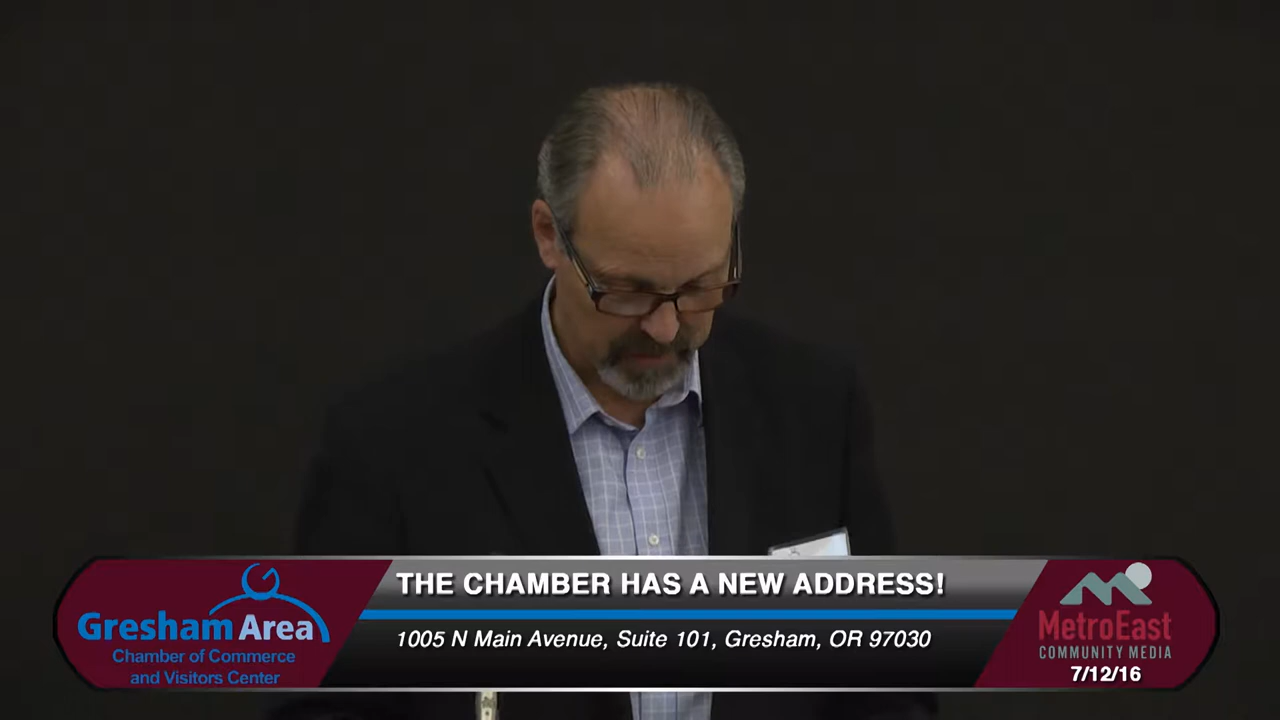 THE CHAMBER HAS A NEW ADDRESS!
1005 N Main Avenue, Suite 101, Gresham, OR 97030
Gresham Area
Chamber of Commerce
and Visitors Center
MetroEast
COMMUNITY MEDIA
7/12/16